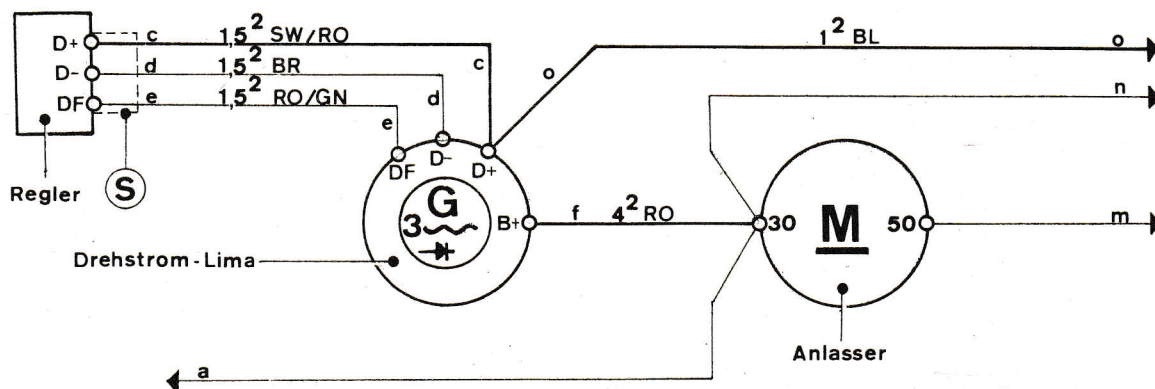 D+ c 1,5² SW/RO
1² BL o
D- d 1,5² BR
c o
n
DF e 1,5² RO/GN
e d
DF D- D+
Regler S
G
3
B+ f 4² RO
30 M 50 m
Drehstrom-Lima
Anlasser
a